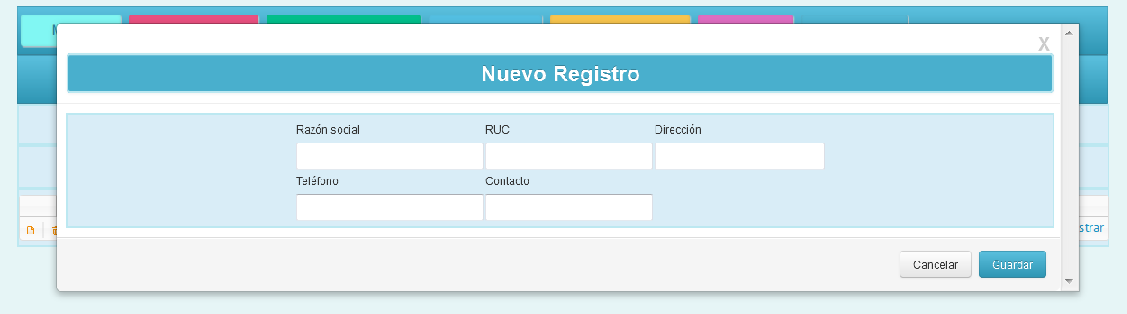 X
Nuevo Registro
Razón social RUC Dirección
Teléfono Contacto
strar
Cancelar Guardar